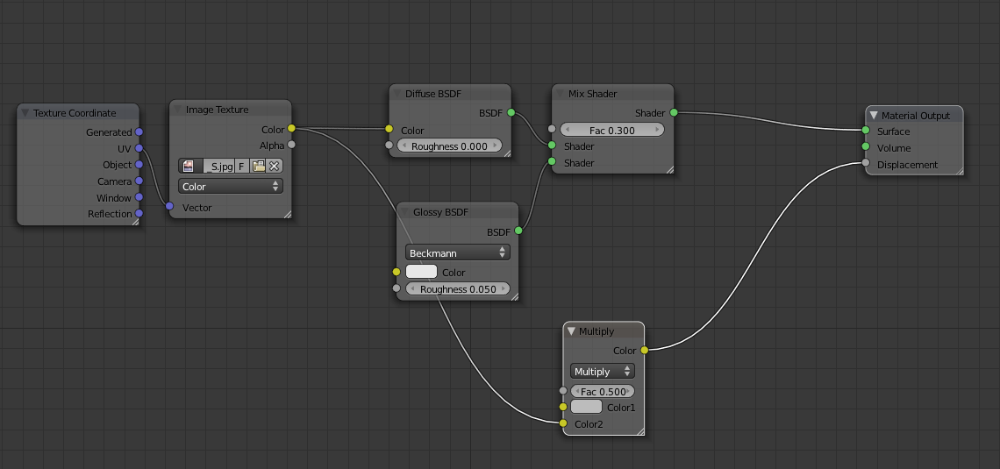 Texture Coordinate
Generated
UV
Object
Camera
Window
Reflection
Image Texture
Color
Alpha
_S.jpg F
Color
Vector
Diffuse BSDF
BSDF
Color
Roughness 0.000
Glossy BSDF
BSDF
Beckmann
Color
Roughness 0.050
Mix Shader
Shader
Fac 0.300
Shader
Shader
Multiply
Color
Multiply
Fac 0.500
Color1
Color2
Material Output
Surface
Volume
Displacement